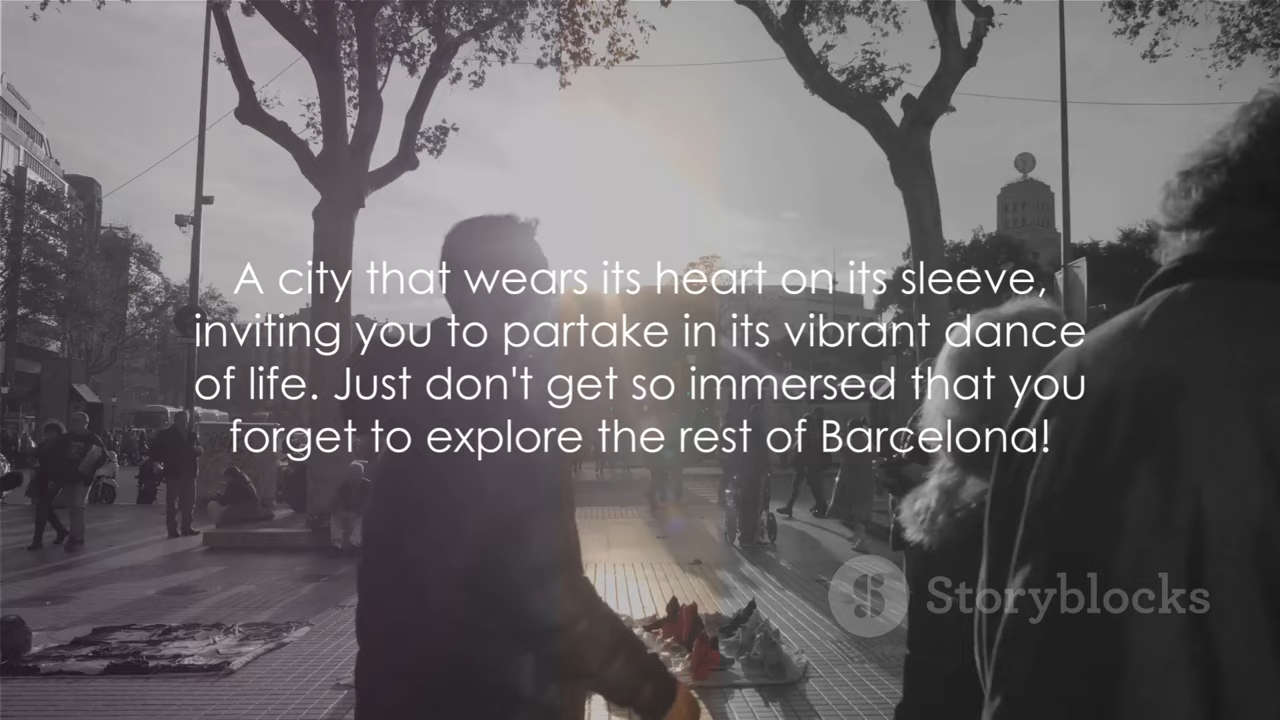 A city that wears its heart on its sleeve,
inviting you to partake in its vibrant dance
of life. Just don't get so immersed that you
forget to explore the rest of Barcelona!
Storyblocks